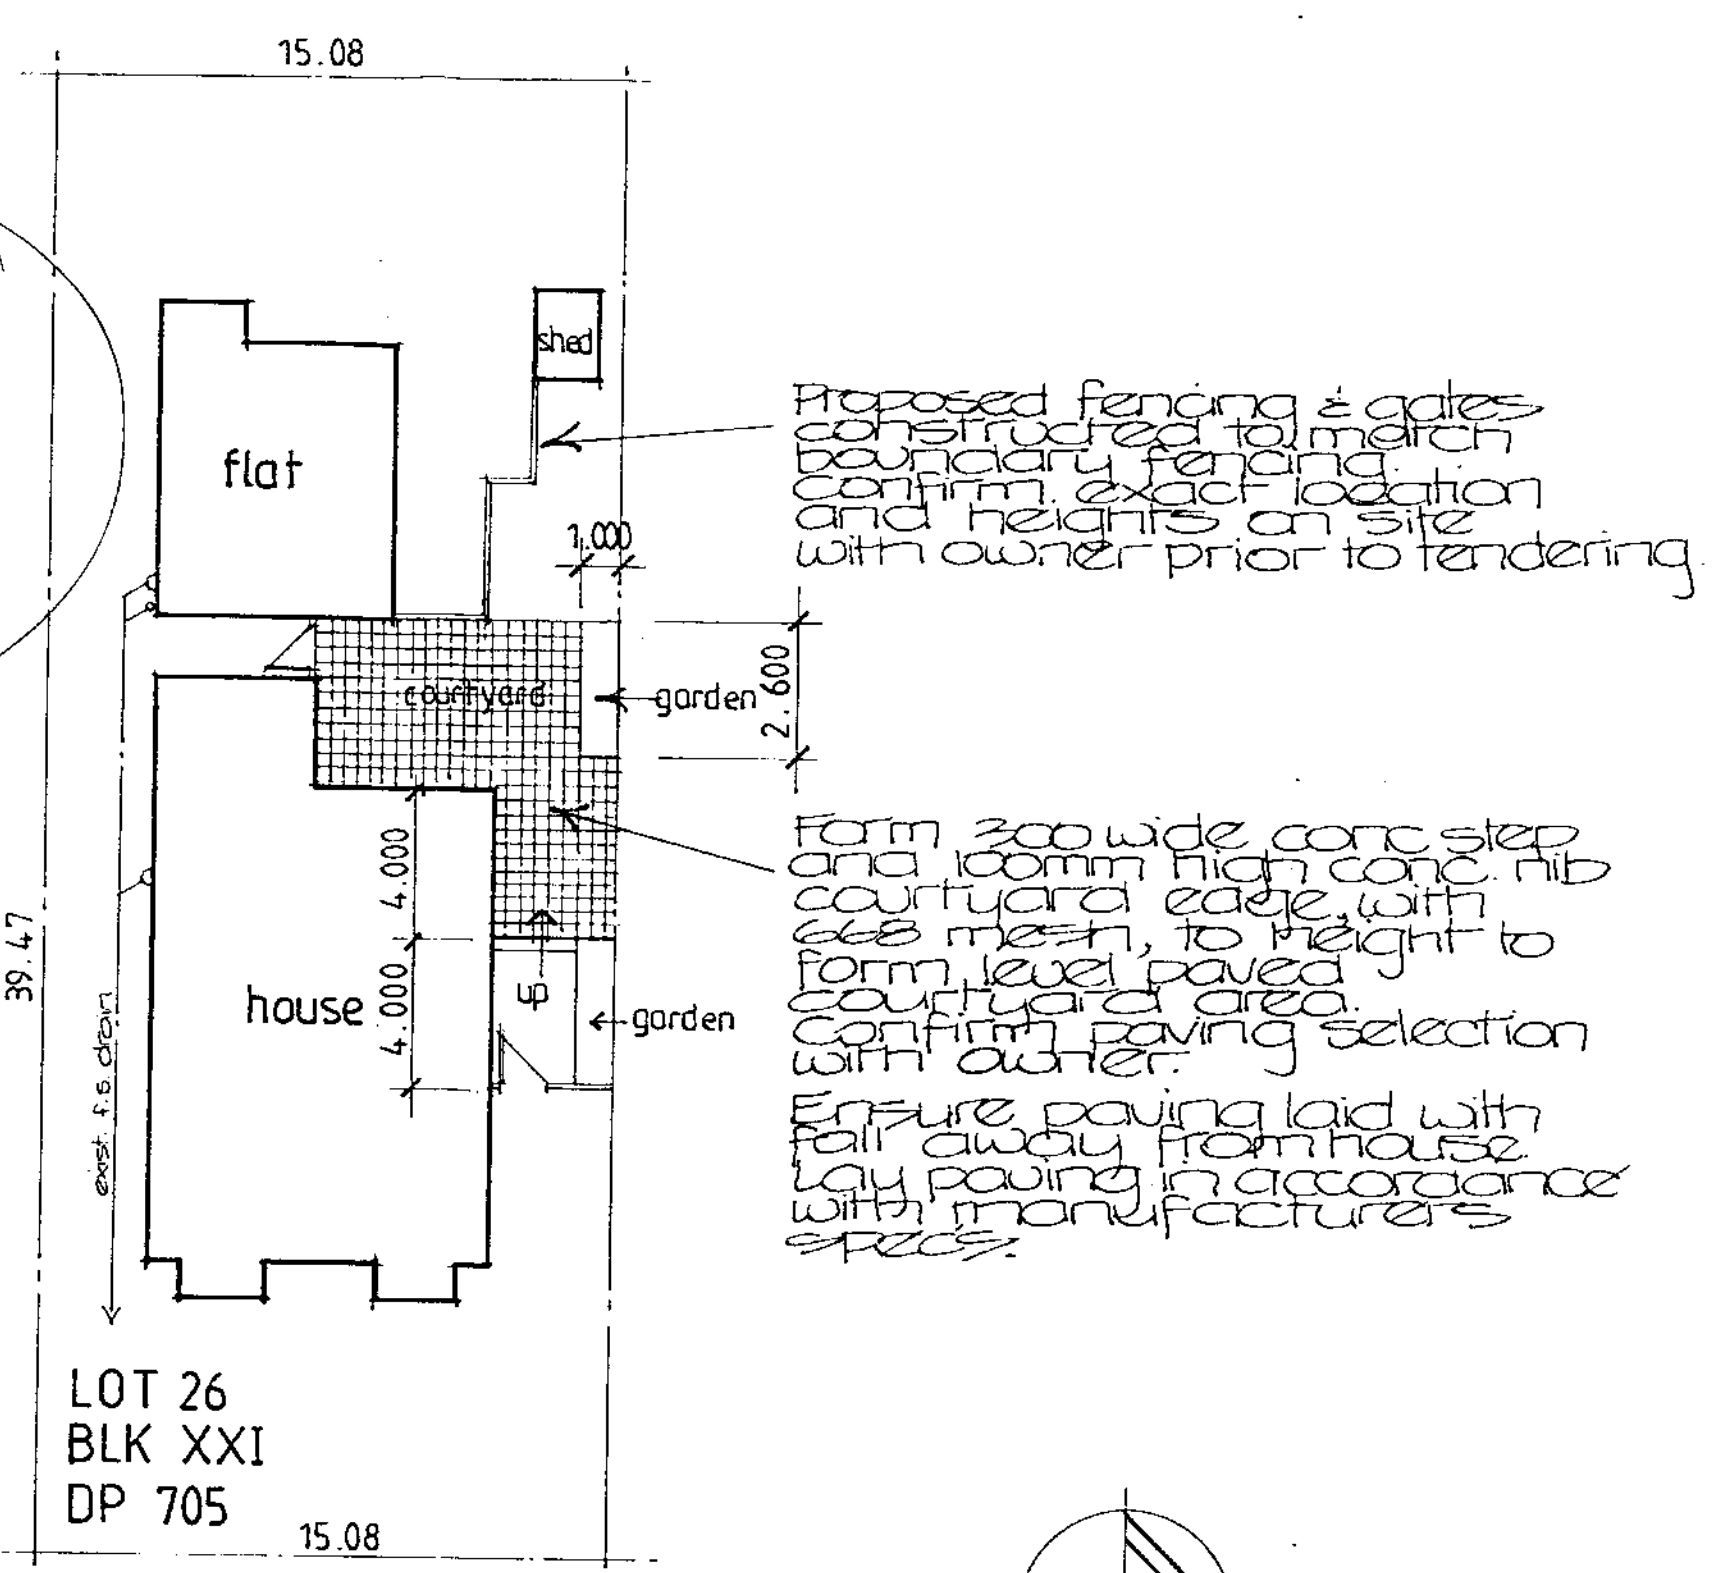 15.08
shed
flat
Proposed fencing & gates
constructed to match
boundary fencing.
Confirm exact location
and heights on site
with owner prior to tendering.
1.000
courtyard
garden
2.600
4.000
Form 300 wide conc step
and 100mm high conc. nib
courtyard edge, with
668 mesh, to height to
form level paved
courtyard area.
Confirm paving selection
with owner.
39.47
house
4.000
up
garden
exist. f.s. drain
Ensure paving laid with
fall away from house.
Lay paving in accordance
with manufacturers
specs.
LOT 26
BLK XXI
DP 705
15.08